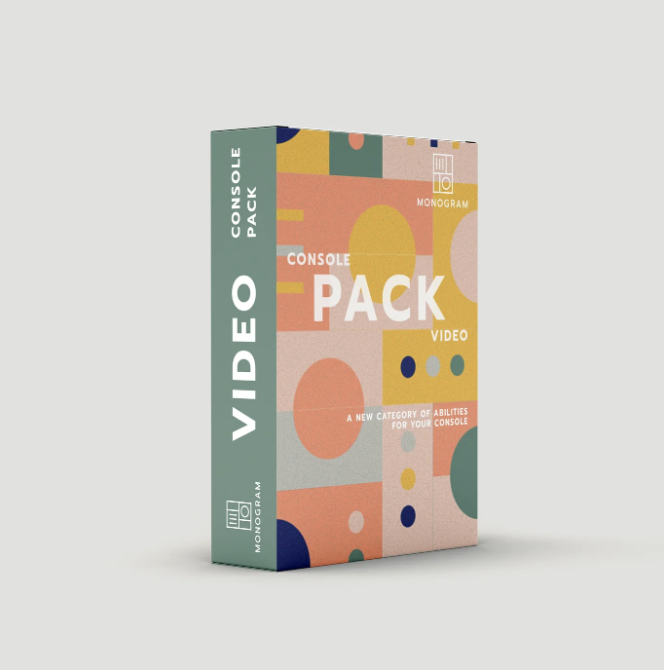 CONSOLE
PACK
VIDEO
MONOGRAM
MONOGRAM
CONSOLE
PACK
VIDEO
A NEW CATEGORY OF ABILITIES
FOR YOUR CONSOLE